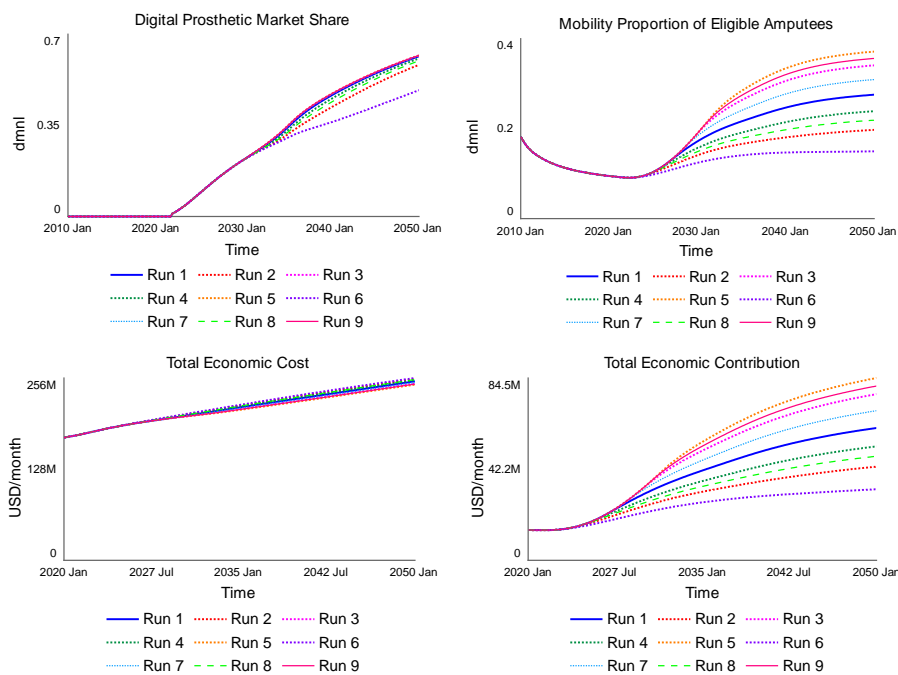 Digital Prosthetic Market Share
0.7
0.35
0
dmnl
2010 Jan 2020 Jan 2030 Jan 2040 Jan 2050 Jan
Time
Run 1 Run 2 Run 3
Run 4 Run 5 Run 6
Run 7 Run 8 Run 9
Mobility Proportion of Eligible Amputees
0.4
0.2
0
dmnl
2010 Jan 2020 Jan 2030 Jan 2040 Jan 2050 Jan
Time
Run 1 Run 2 Run 3
Run 4 Run 5 Run 6
Run 7 Run 8 Run 9
Total Economic Cost
256M
128M
0
USD/month
2020 Jan 2027 Jul 2035 Jan 2042 Jul 2050 Jan
Time
Run 1 Run 2 Run 3
Run 4 Run 5 Run 6
Run 7 Run 8 Run 9
Total Economic Contribution
84.5M
42.2M
0
USD/month
2020 Jan 2027 Jul 2035 Jan 2042 Jul 2050 Jan
Time
Run 1 Run 2 Run 3
Run 4 Run 5 Run 6
Run 7 Run 8 Run 9